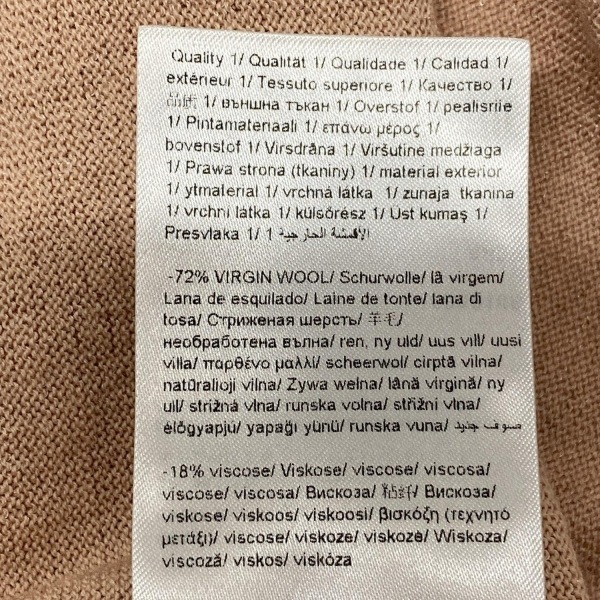 Quality 1/ Qualität 1/ Qualidade 1/ Calidad 1/
extérieur 1/ Tessuto superiore 1/ Качество 1/
品质 1/ външна тъкан 1/ Overstof 1/ pealisriie
1/ Pintamateriaali 1/ επάνω μέρος 1/
bovenstof 1/ Virsdrāna 1/ Viršutinė medžiaga
1/ Prawa strona (tkaniny) 1/ material exterior
1/ ytmaterial 1/ vrchná látka 1/ zunaja tkanina
1/ vrchní látka 1/ külsőrész 1/ Üst kumaş 1/
Presvlaka 1/ 1 الأقمشة الخارجية
-72% VIRGIN WOOL/ Schurwolle/ lã virgem/
Lana de esquilado/ Laine de tonte/ lana di
tosa/ Стриженая шерсть/ 羊毛/
необработена вълна/ ren, ny uld/ uus vill/ uusi
villa/ παρθένο μαλλί/ scheerwol/ cirptā vilna/
natūralioji vilna/ Żywa wełna/ lână virgină/ ny
ull/ strižná vlna/ runska volna/ střižní vlna/
élőgyapjú/ yapağı yünü/ runska vuna/ صوف جديد
-18% viscose/ Viskose/ viscose/ viscosa/
viscose/ viscosa/ Вискоза/ 粘纤/ Вискоза/
viskose/ viskoos/ viskoosi/ βισκόζη (τεχνητό
μετάξι)/ viscose/ viskoze/ viskozė/ Wiskoza/
viscoză/ viskos/ viskóza